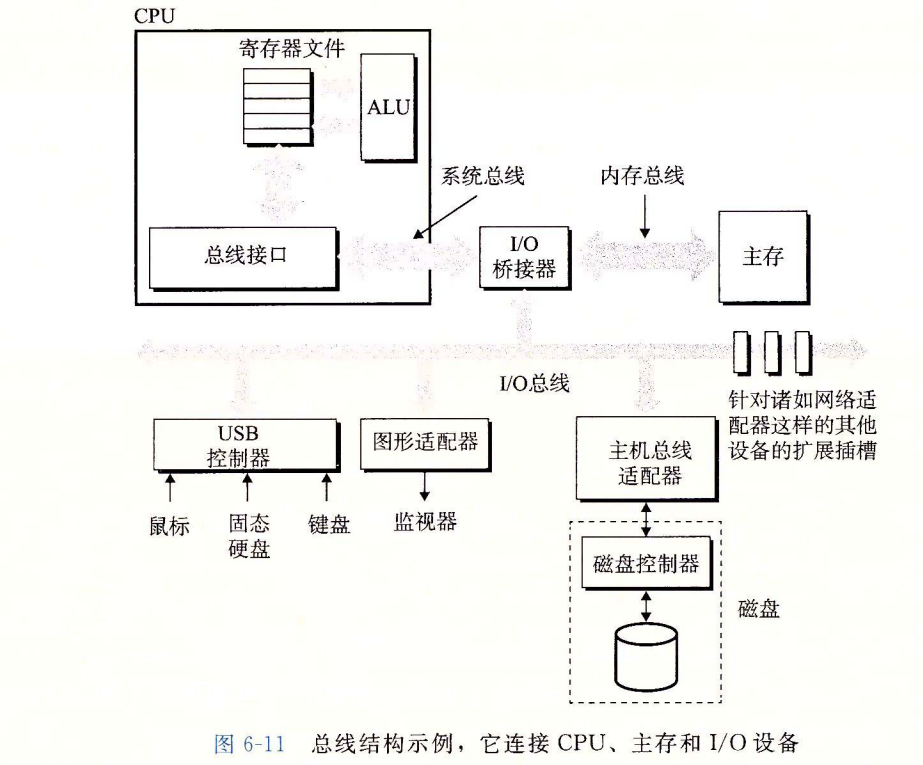 CPU
寄存器文件
ALU
系统总线
内存总线
总线接口
I/O
桥接器
主存
I/O总线
针对诸如网络适
配器这样的其他
设备的扩展插槽
USB
控制器
图形适配器
主机总线
适配器
鼠标
固态
硬盘
键盘
监视器
磁盘控制器
磁盘
图 6-11 总线结构示例，它连接 CPU、主存和 I/O 设备